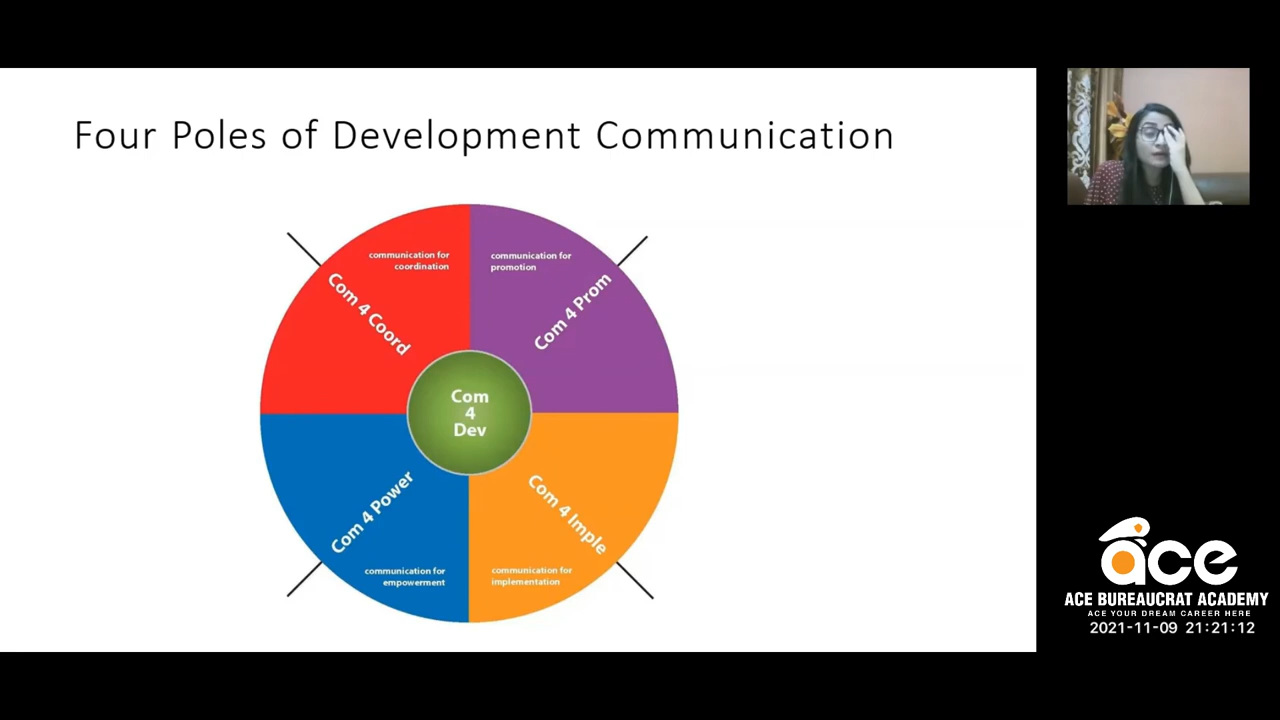 Four Poles of Development Communication
communication for
coordination
communication for
promotion
Com 4 Coord
Com 4 Prom
Com
4
Dev
Com 4 Power
Com 4 Imple
communication for
empowerment
communication for
implementation
ace
ACE BUREAUCRAT ACADEMY
ACE YOUR DREAM CAREER HERE
2021-11-09 21:21:12